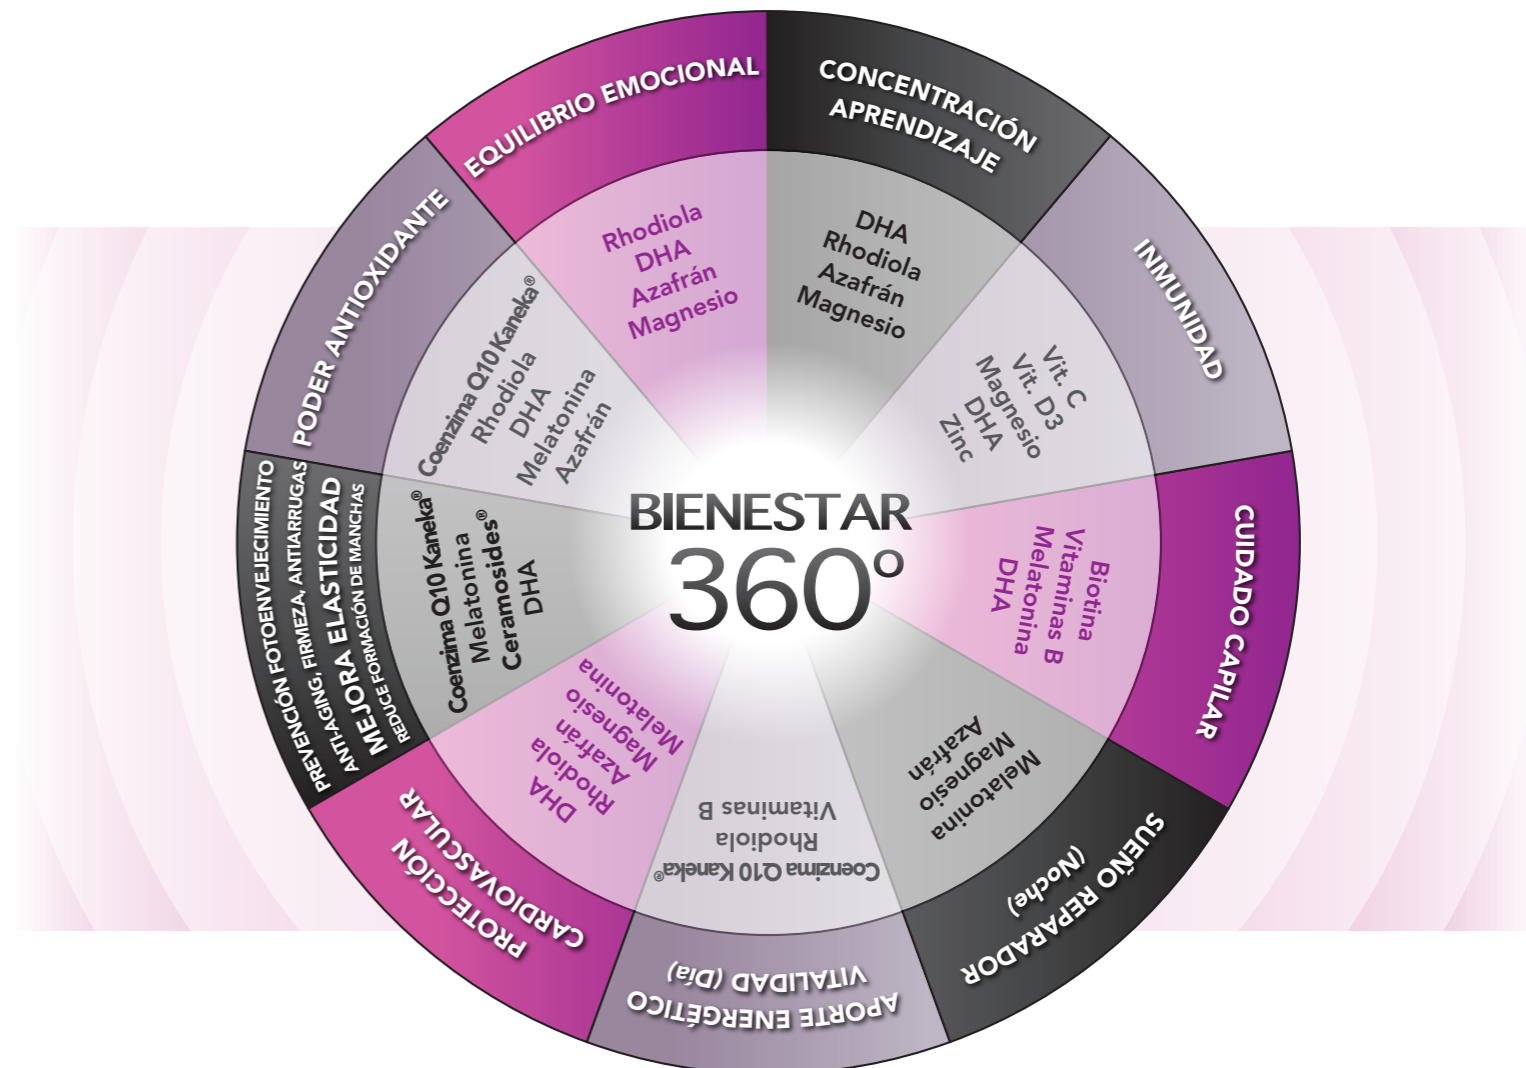 EQUILIBRIO EMOCIONAL
Rhodiola
DHA
Azafrán
Magnesio
CONCENTRACIÓN
APRENDIZAJE
DHA
Rhodiola
Azafrán
Magnesio
INMUNIDAD
Vit. C
Vit. D3
Magnesio
DHA
Zinc
CUIDADO CAPILAR
Biotina
Vitaminas B
Melatonina
DHA
SUEÑO REPARADOR
(Noche)
Melatonina
Magnesio
Azafrán
APORTE ENERGÉTICO
VITALIDAD (Día)
Coenzima Q10 Kaneka®
Rhodiola
Vitaminas B
PROTECCIÓN
CARDIOVASCULAR
DHA
Rhodiola
Azafrán
Magnesio
Melatonina
PREVENCIÓN FOTOENVEJECIMIENTO
ANTI-AGING, FIRMEZA, ANTIARRUGAS
MEJORA ELASTICIDAD
REDUCE FORMACIÓN DE MANCHAS
Coenzima Q10 Kaneka®
Melatonina
Ceramosides®
DHA
PODER ANTIOXIDANTE
Coenzima Q10 Kaneka®
Rhodiola
DHA
Melatonina
Azafrán
BIENESTAR
360º